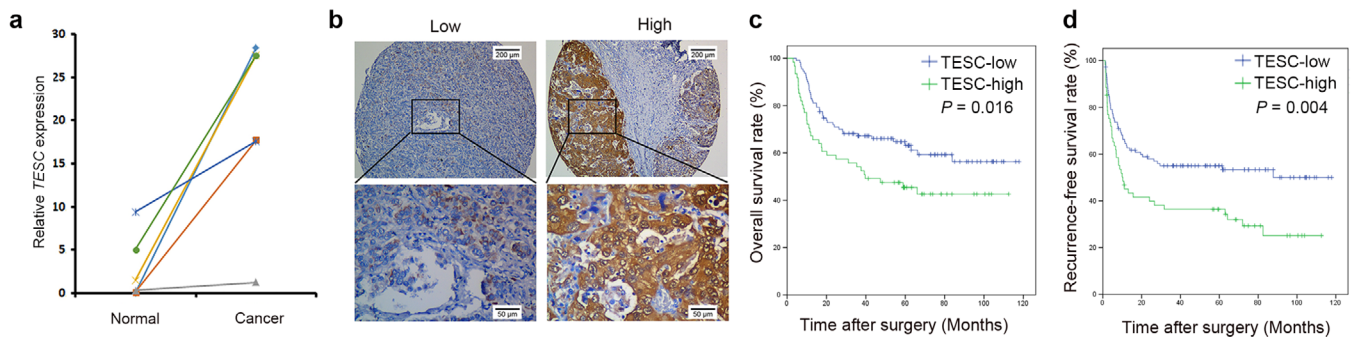 a
Relative TESC expression
30
25
20
15
10
5
0
Normal
Cancer
b
Low
High
200 μm
200 μm
50 μm
50 μm
c
Overall survival rate (%)
100
80
60
40
20
0
TESC-low
TESC-high
P = 0.016
0 20 40 60 80 100 120
Time after surgery (Months)
d
Recurrence-free survival rate (%)
100
80
60
40
20
0
TESC-low
TESC-high
P = 0.004
0 20 40 60 80 100 120
Time after surgery (Months)